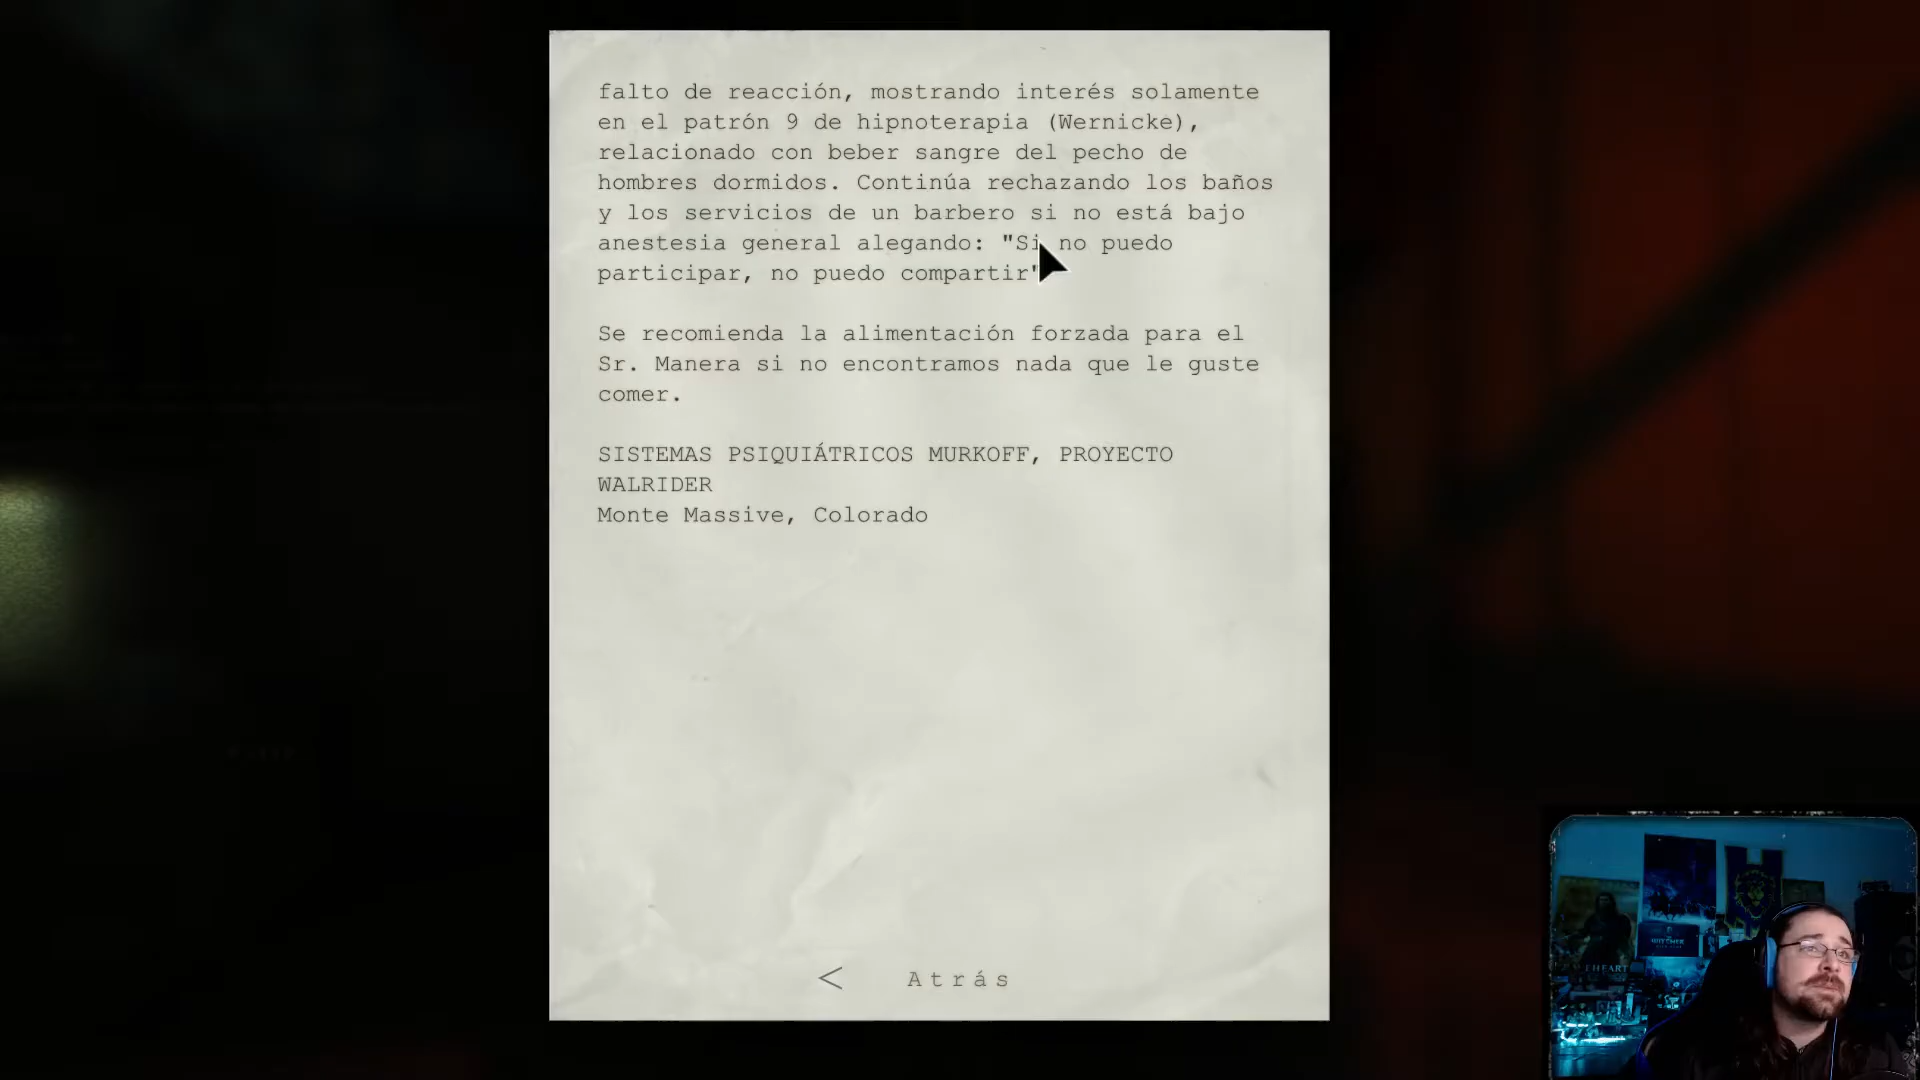 falto de reacción, mostrando interés solamente
en el patrón 9 de hipnoterapia (Wernicke),
relacionado con beber sangre del pecho de
hombres dormidos. Continúa rechazando los baños
y los servicios de un barbero si no está bajo
anestesia general alegando: "Si no puedo
participar, no puedo compartir"
Se recomienda la alimentación forzada para el
Sr. Manera si no encontramos nada que le guste
comer.
SISTEMAS PSIQUIÁTRICOS MURKOFF, PROYECTO
WALRIDER
Monte Massive, Colorado
< Atrás